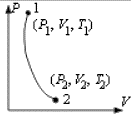 P
1
(P₁, V₁, T₁)
(P₂, V₂, T₂)
2
V